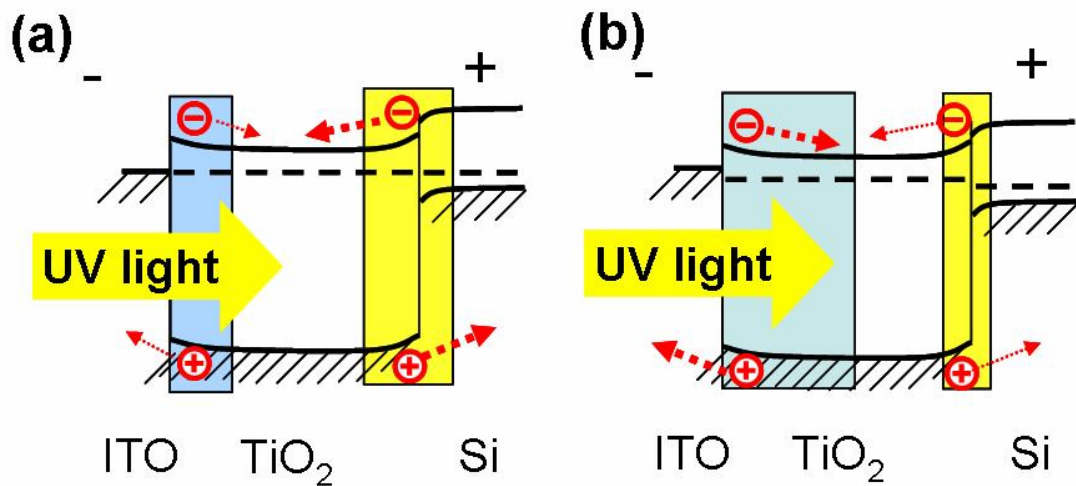 (a)
- +
UV light
ITO TiO₂ Si
(b)
- +
UV light
ITO TiO₂ Si